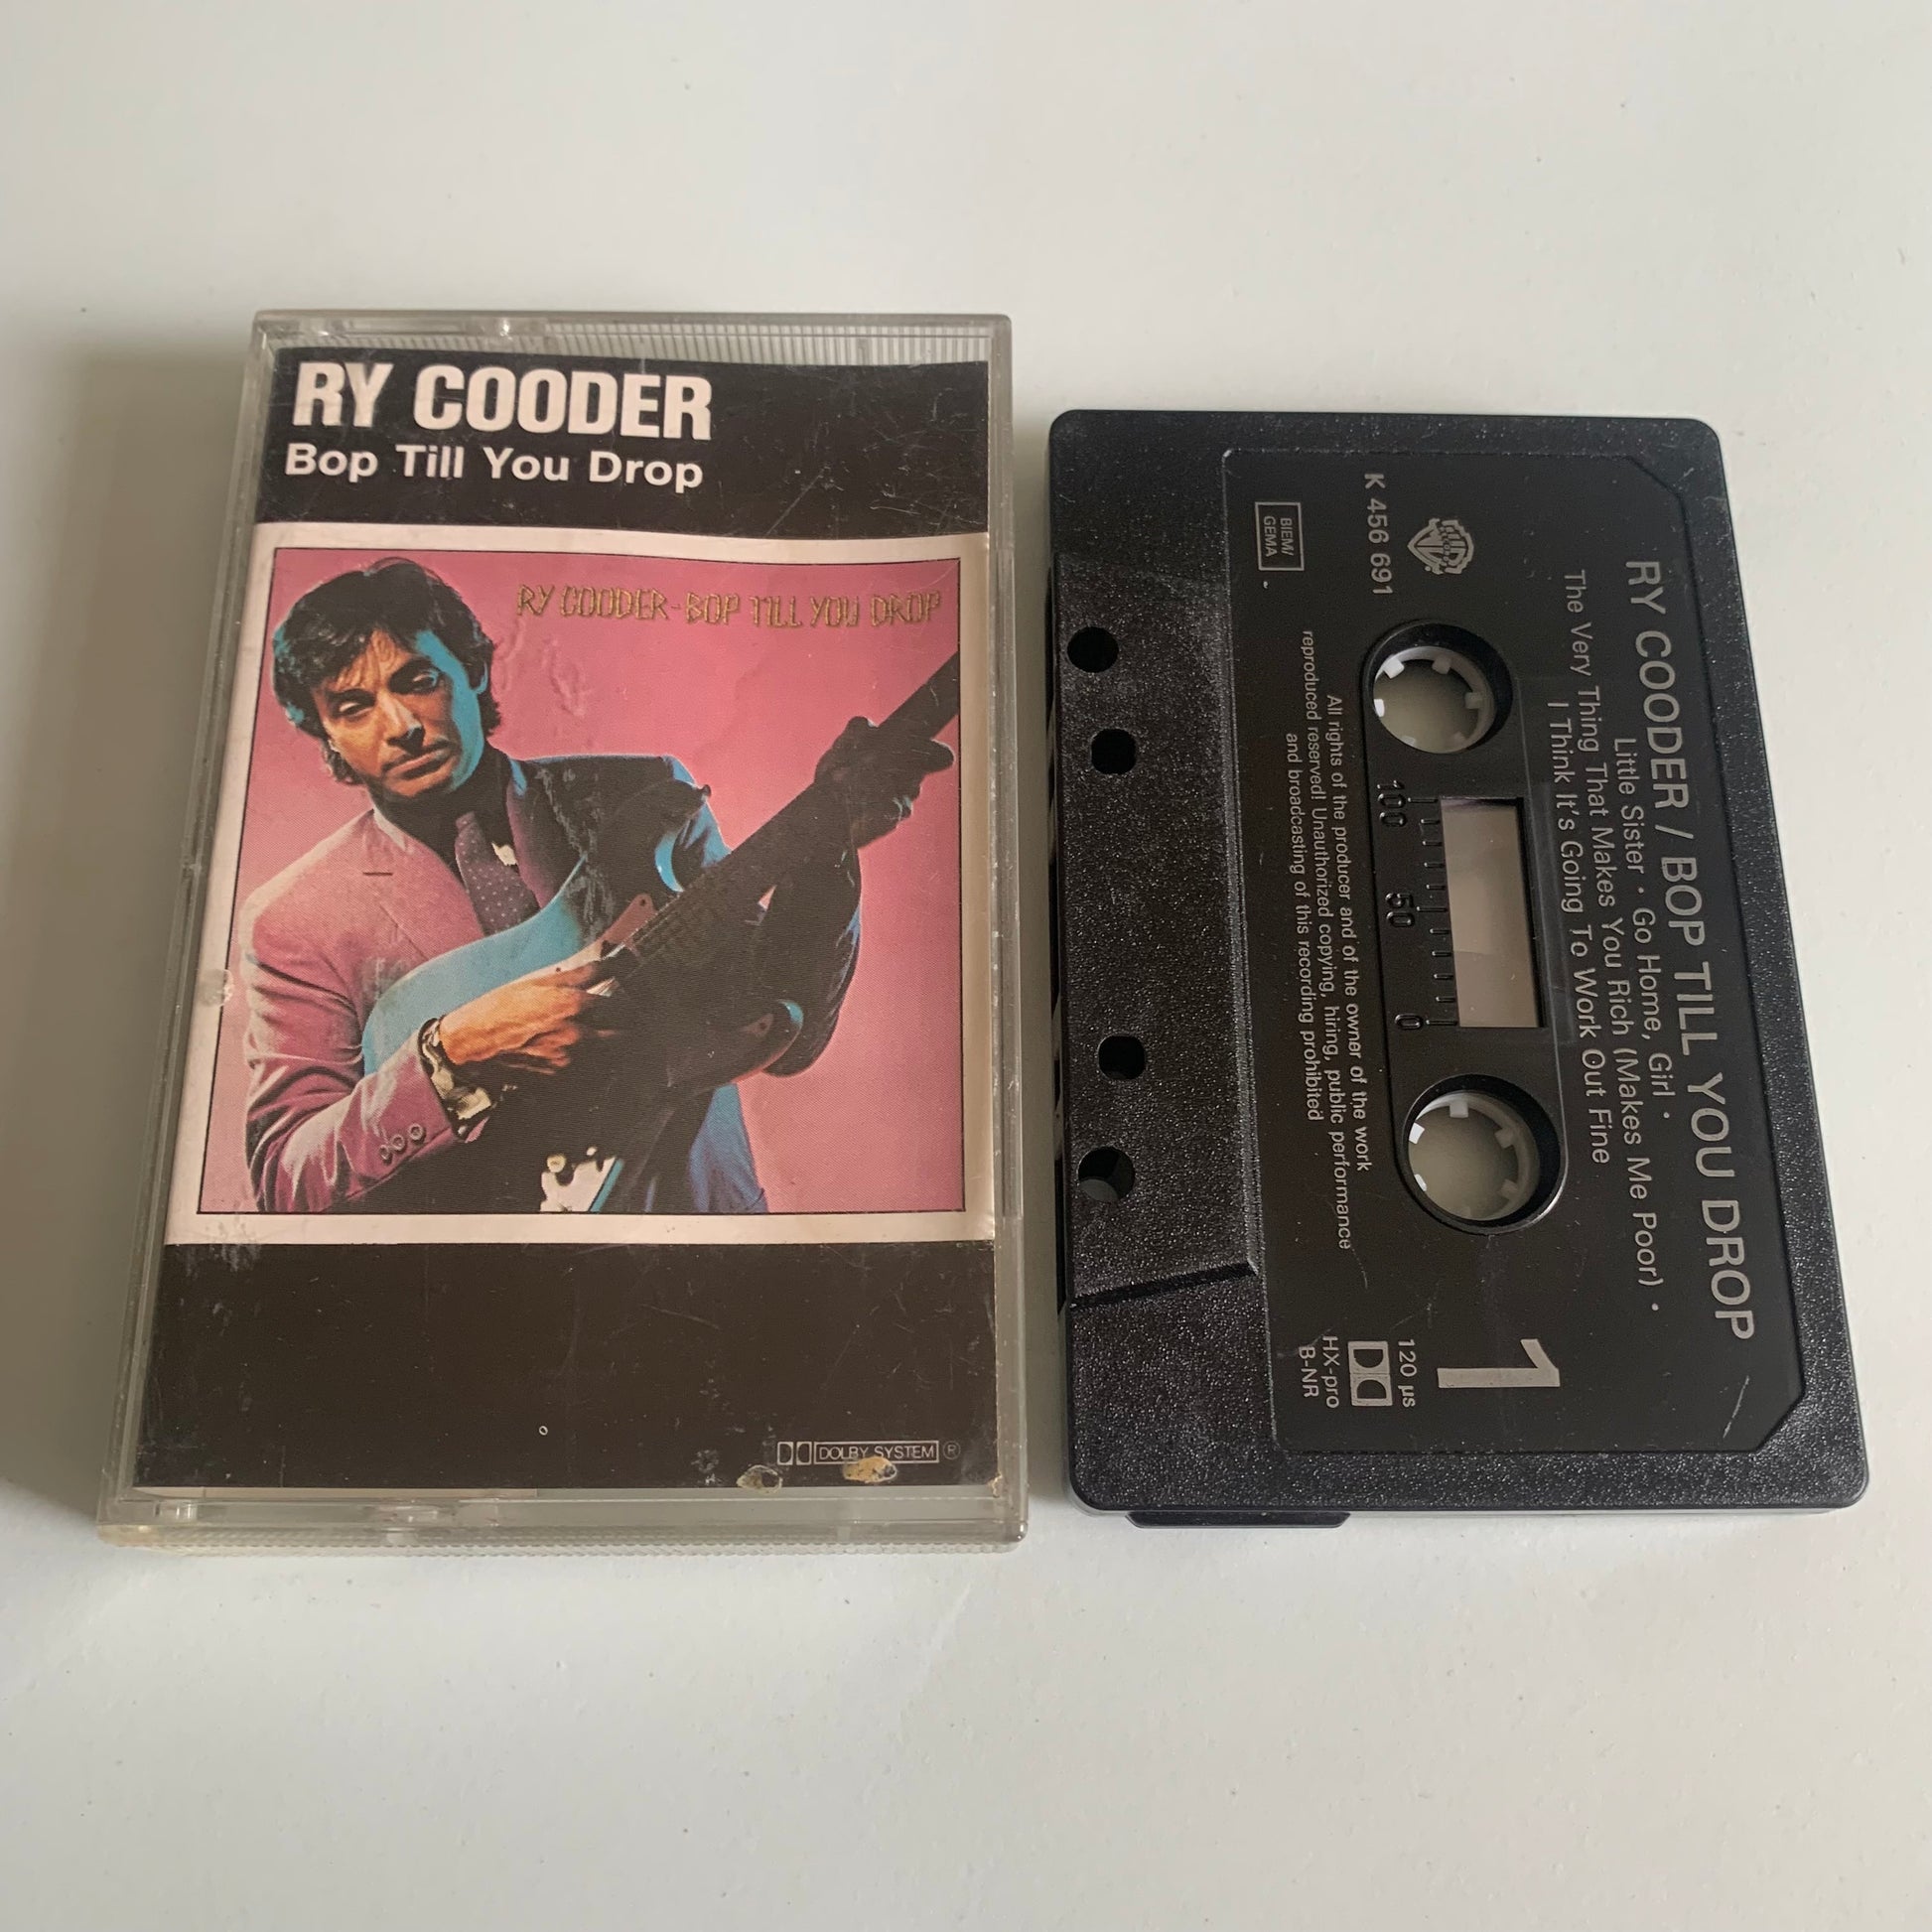 RY COODER
Bop Till You Drop
RY COODER-BOP TILL YOU DROP
DOLBY SYSTEM ®
RY COODER / BOP TILL YOU DROP
Little Sister · Go Home, Girl ·
The Very Thing That Makes You Rich (Makes Me Poor) ·
I Think It's Going To Work Out Fine
K 456 691
BIEM/
GEMA
100 50 0
1
120 µs
HX-pro
B-NR
All rights of the producer and of the owner of the work
reproduced reserved! Unauthorized copying, hiring, public performance
and broadcasting of this recording prohibited